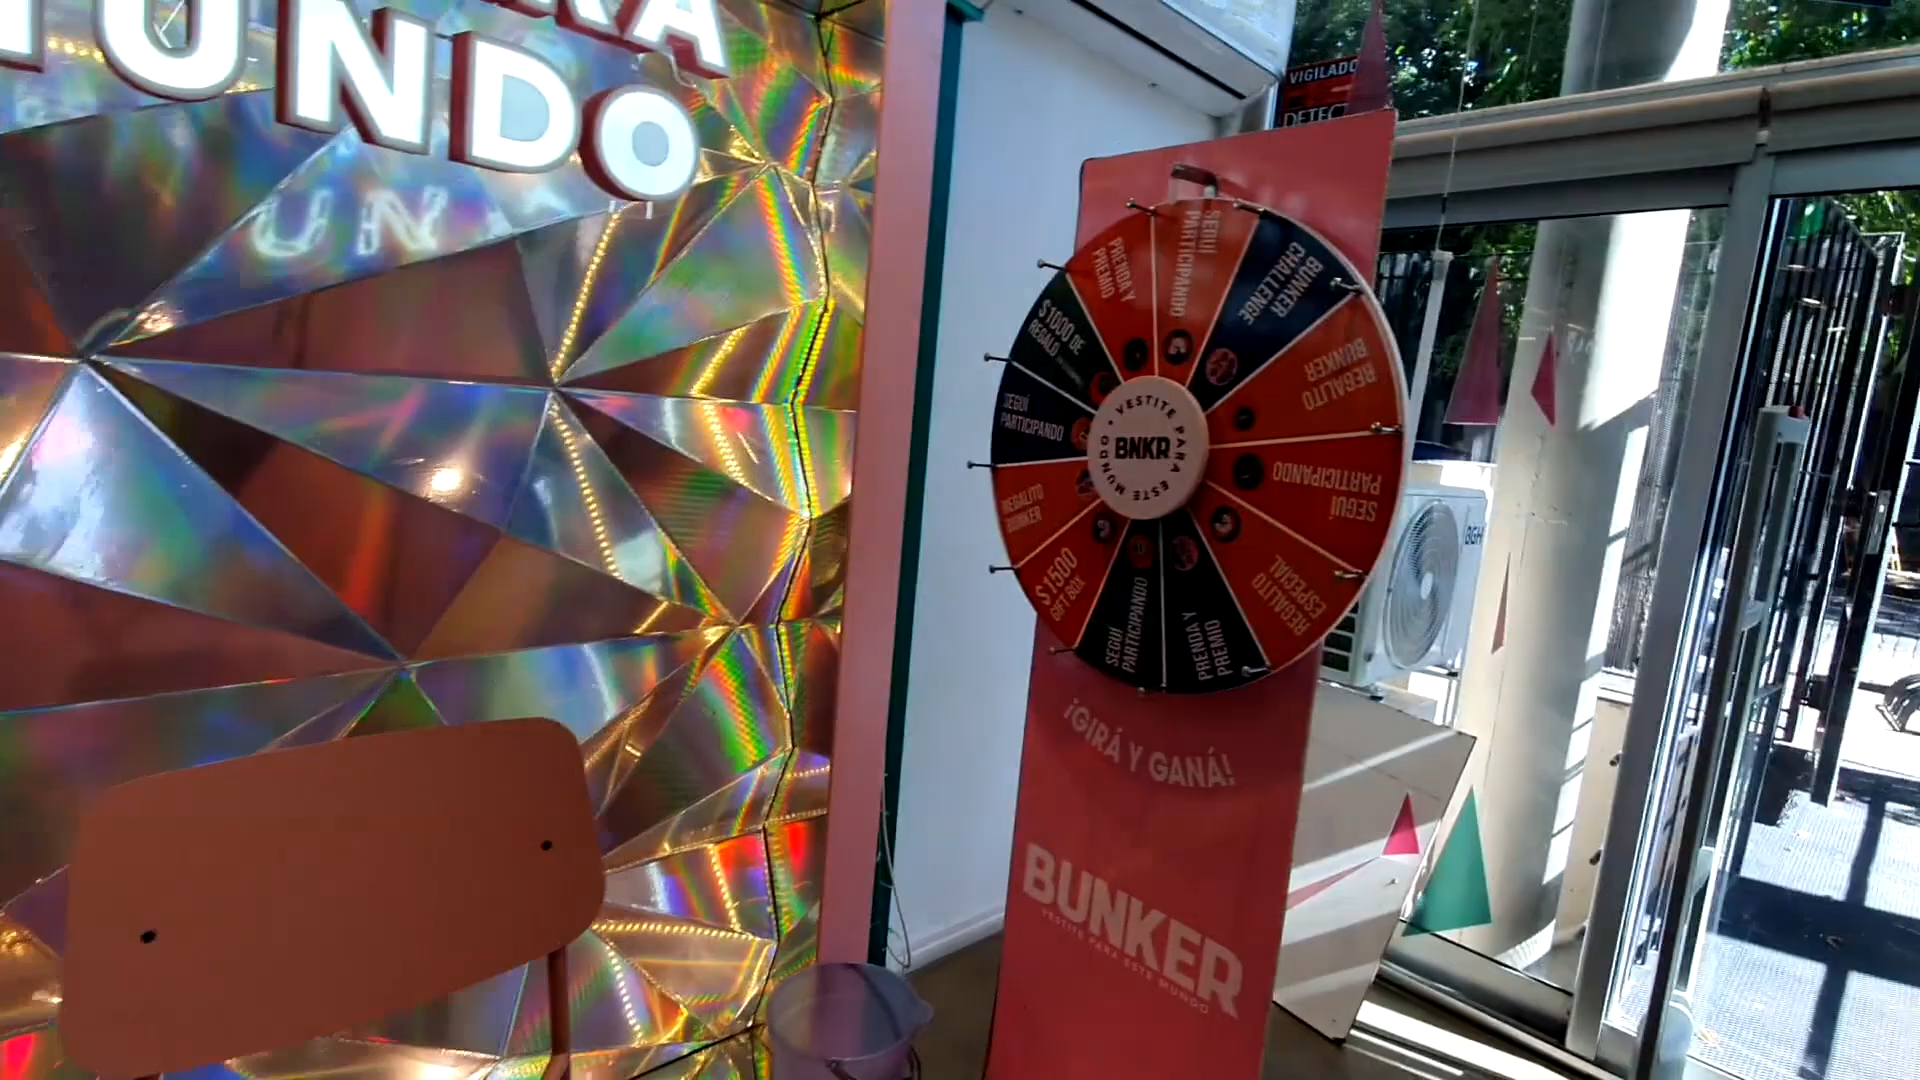 UNDO
VIGILADO
DETEC
SEGUÍ
PARTICIPANDO
BUNKER
CHALLENGE
REGALITO
BUNKER
SEGUÍ
PARTICIPANDO
REGALITO
ESPECIAL
PRENDA Y
PREMIO
SEGUÍ
PARTICIPANDO
$1500
GIFT BOX
REGALITO
BUNKER
SEGUÍ
PARTICIPANDO
$1000 DE
REGALO
PRENDA Y
PREMIO
VESTITE PARA ESTE MUNDO
BNKR
BGH
¡GIRÁ Y GANÁ!
BUNKER
VESTITE PARA ESTE MUNDO